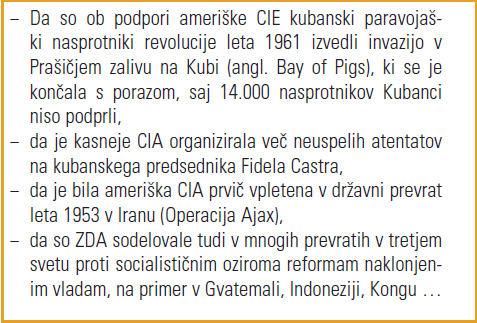 – Da so ob podpori ameriške CIE kubanski paravojaš-
ki nasprotniki revolucije leta 1961 izvedli invazijo v
Prašičjem zalivu na Kubi (angl. Bay of Pigs), ki se je
končala s porazom, saj 14.000 nasprotnikov Kubanci
niso podprli,
– da je kasneje CIA organizirala več neuspelih atentatov
na kubanskega predsednika Fidela Castra,
– da je bila ameriška CIA prvič vpletena v državni prevrat
leta 1953 v Iranu (Operacija Ajax),
– da so ZDA sodelovale tudi v mnogih prevratih v tretjem
svetu proti socialističnim oziroma reformam naklonjen-
im vladam, na primer v Gvatemali, Indoneziji, Kongu …